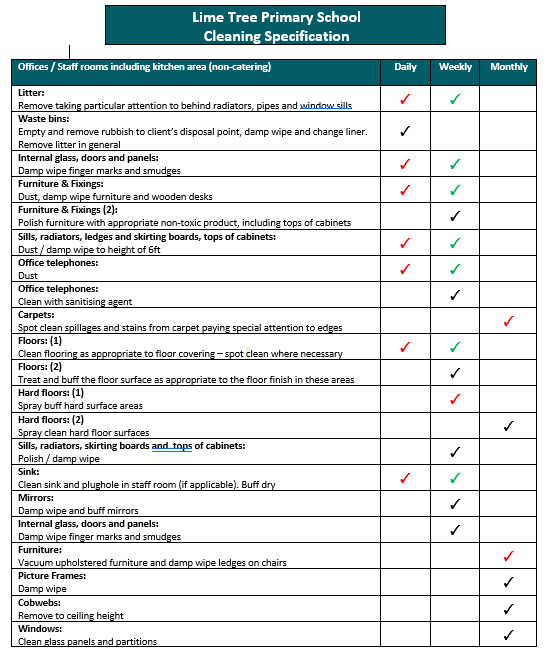 Lime Tree Primary School
Cleaning Specification
Offices / Staff rooms including kitchen area (non-catering) Daily Weekly Monthly
Litter:
Remove taking particular attention to behind radiators, pipes and window sills ✓ ✓
Waste bins:
Empty and remove rubbish to client's disposal point, damp wipe and change liner. ✓
Remove litter in general
Internal glass, doors and panels:
Damp wipe finger marks and smudges ✓ ✓
Furniture & Fixings:
Dust, damp wipe furniture and wooden desks ✓ ✓
Furniture & Fixings (2):
Polish furniture with appropriate non-toxic product, including tops of cabinets ✓
Sills, radiators, ledges and skirting boards, tops of cabinets:
Dust / damp wipe to height of 6ft ✓ ✓
Office telephones:
Dust ✓ ✓
Office telephones:
Clean with sanitising agent ✓
Carpets:
Spot clean spillages and stains from carpet paying special attention to edges ✓
Floors: (1)
Clean flooring as appropriate to floor covering – spot clean where necessary ✓ ✓
Floors: (2)
Treat and buff the floor surface as appropriate to the floor finish in these areas ✓
Hard floors: (1)
Spray buff hard surface areas ✓
Hard floors: (2)
Spray clean hard floor surfaces ✓
Sills, radiators, skirting boards and tops of cabinets:
Polish / damp wipe ✓
Sink:
Clean sink and plughole in staff room (if applicable). Buff dry ✓ ✓
Mirrors:
Damp wipe and buff mirrors ✓
Internal glass, doors and panels:
Damp wipe finger marks and smudges ✓
Furniture:
Vacuum upholstered furniture and damp wipe ledges on chairs ✓
Picture Frames:
Damp wipe ✓
Cobwebs:
Remove to ceiling height ✓
Windows:
Clean glass panels and partitions ✓